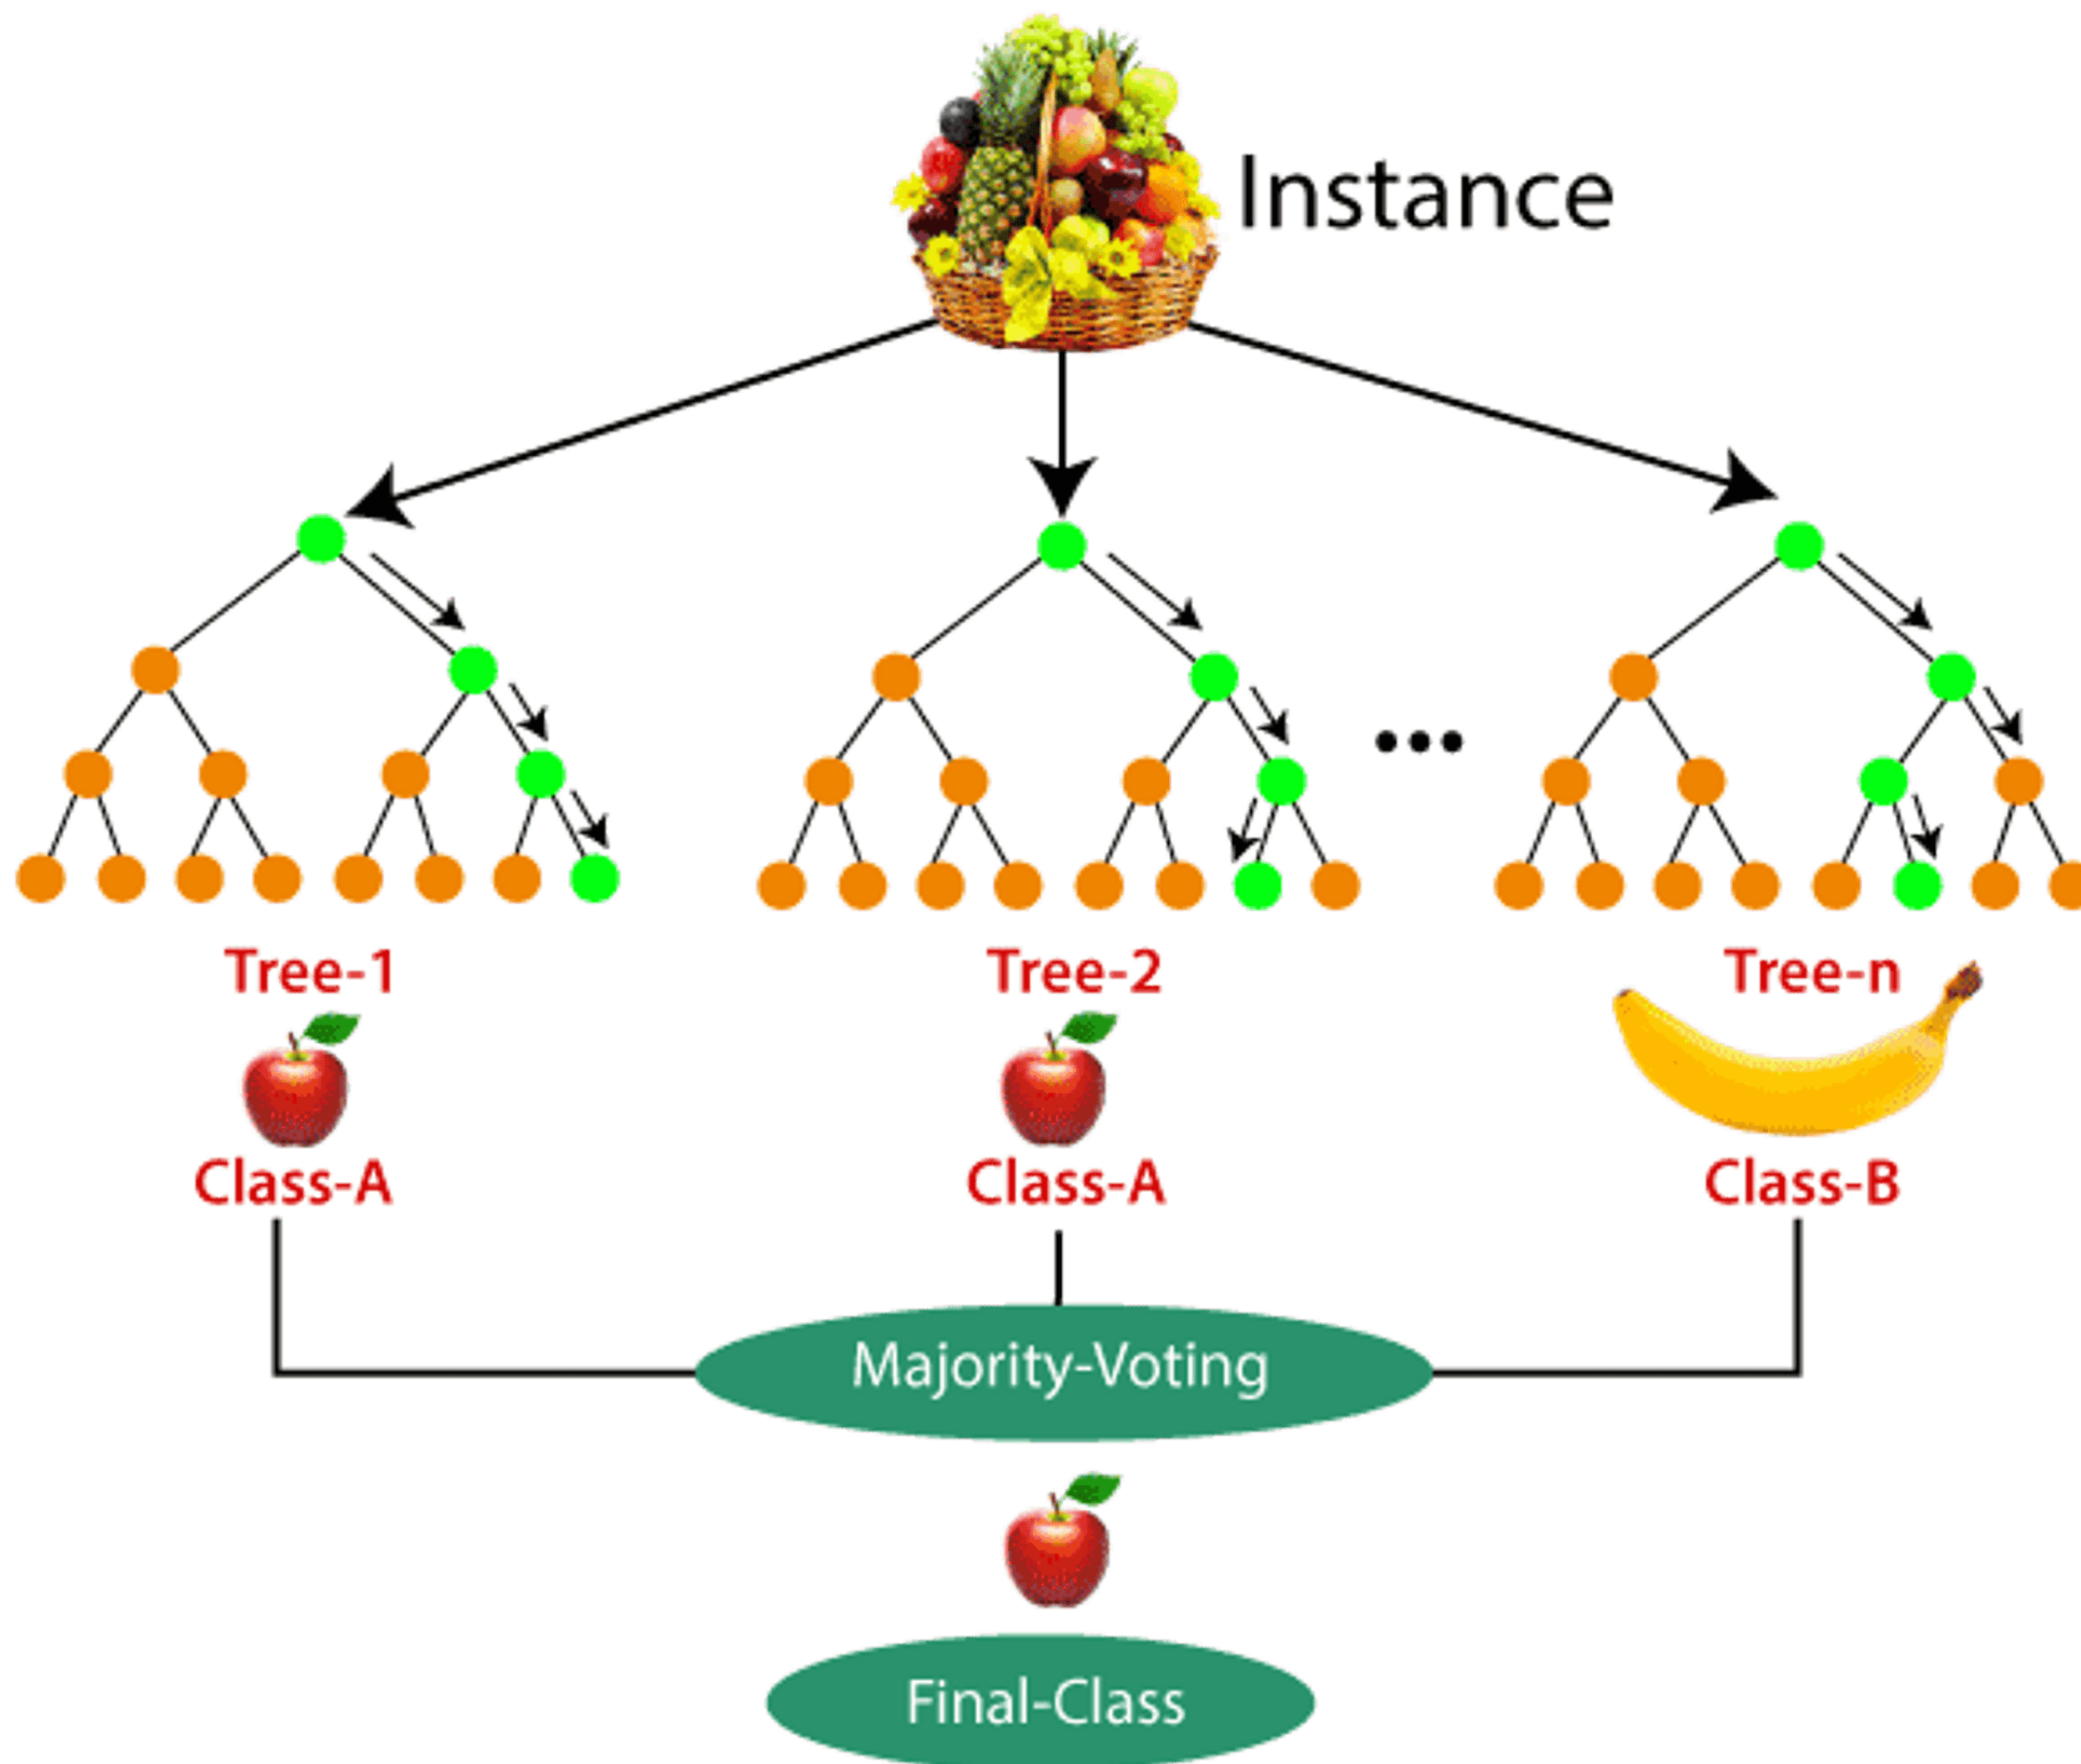 Instance
Tree-1
Tree-2
Tree-n
Class-A
Class-A
Class-B
Majority-Voting
Final-Class